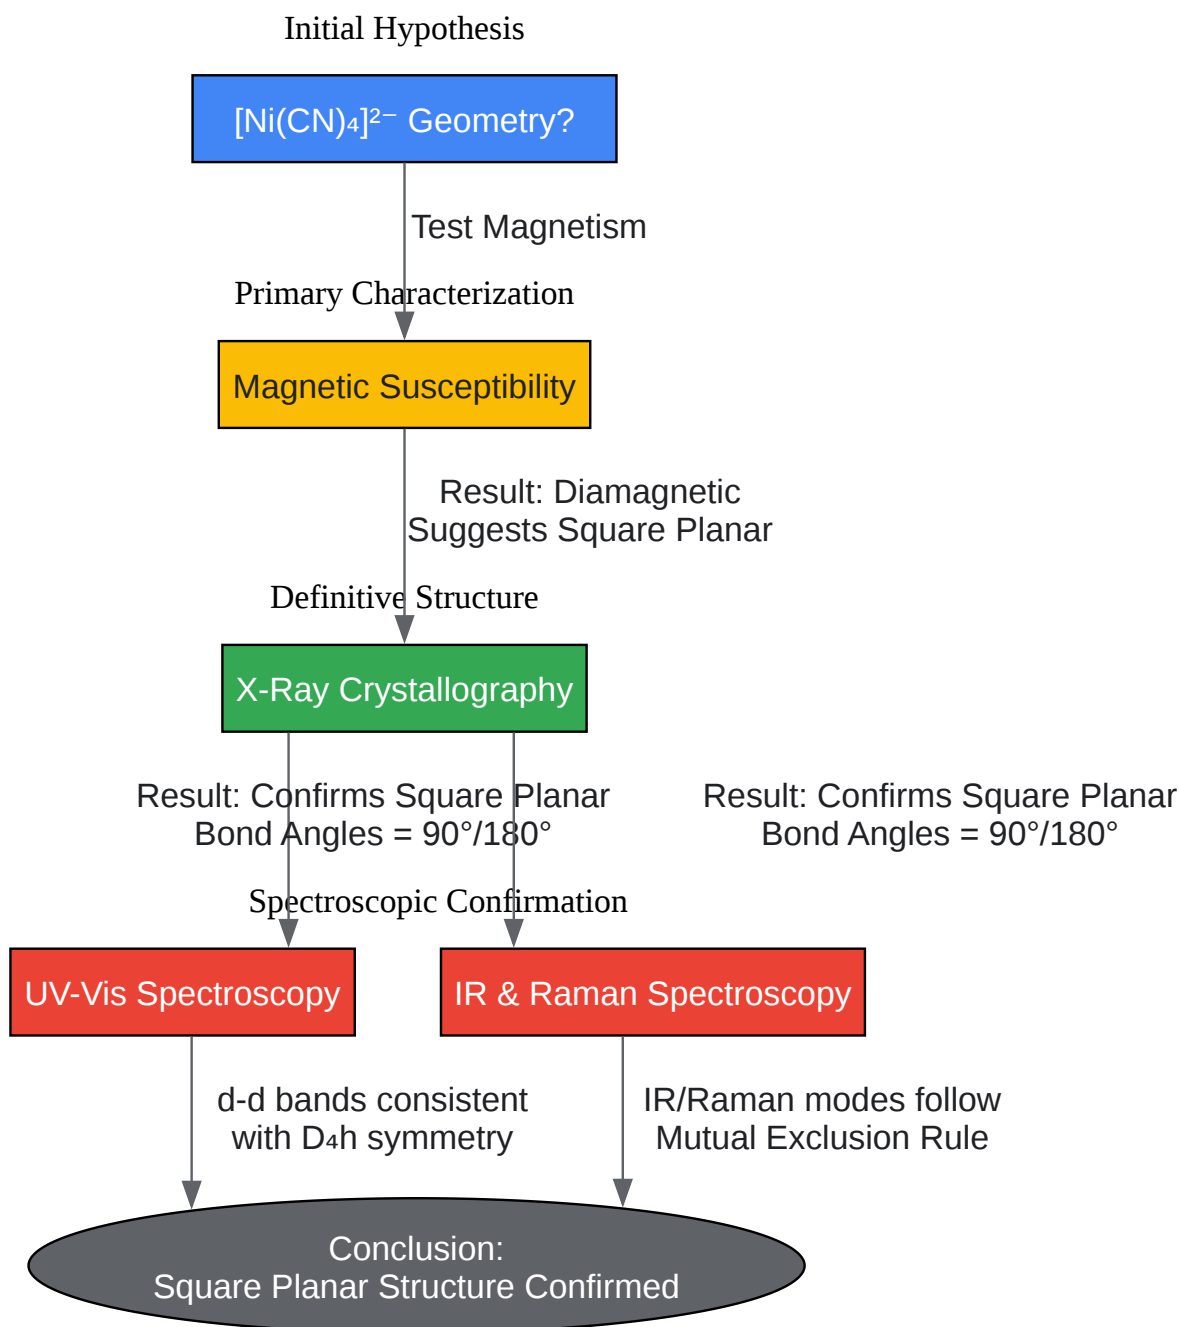 Initial Hypothesis
[Ni(CN)₄]²⁻ Geometry?
Test Magnetism
Primary Characterization
Magnetic Susceptibility
Result: Diamagnetic
Suggests Square Planar
Definitive Structure
X-Ray Crystallography
Result: Confirms Square Planar
Bond Angles = 90°/180°
Result: Confirms Square Planar
Bond Angles = 90°/180°
Spectroscopic Confirmation
UV-Vis Spectroscopy
IR & Raman Spectroscopy
d-d bands consistent
with D₄h symmetry
IR/Raman modes follow
Mutual Exclusion Rule
Conclusion:
Square Planar Structure Confirmed